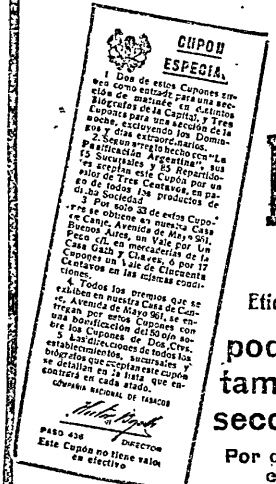 CUPON
ESPECIAL
1 Dos de estos Cupones
como entrada para una sec-
ción de matinée en distintos
Biógrafos de la Capital, y Tres
Cupones para una Sección de la
noche, excluyendo los Domin-
gos y días extraordinarios.
2. Según arreglo hecho con "La
Panificación Argentina", sus
15 Sucursales y 85 Repartido-
res aceptan este Cupón por un
valor de Tres Centavos, en pa-
go de todos los productos de
dicha Sociedad
3 Por solo 33 de estos Cupo-
nes se obtiene en nuestra Casa
de Canje, Avenida de Mayo 961,
Buenos Aires, un Vale por Un
Peso c/l. en mercaderías de la
Casa Gath y Chaves, ó por 17
Cupones un Vale de Cincuenta
Centavos en las mismas condi-
ciones.
4. Todos los premios que se
exhiben en nuestra Casa de Can-
je, Avenida de Mayo 961, se en-
tregan por estos Cupones con
una bonificación del 50 ojo so-
bre los Cupones de Dos Ctvs.
5. Las direcciones de todos los
establecimientos, sucursales y
biógrafos que aceptan este cupón
se detallan en la lista que en-
contrará en cada atado.
COMPAÑIA NACIONAL DE TABACOS
DIRECTOR
PASO 436
Este Cupón no tiene valor
en efectivo
Etiq
pod
tam
secc
Por c
e